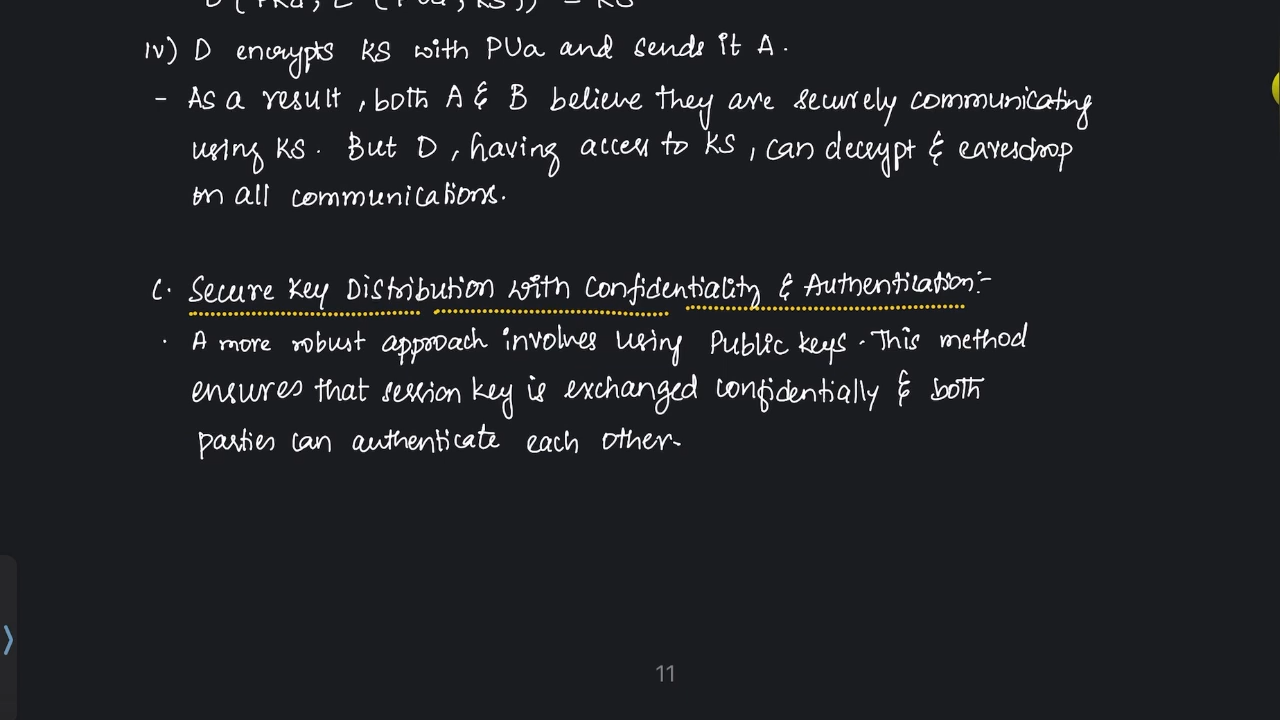 iv) D encrypts KS with PUa and sends it A.
- As a result, both A & B believe they are securely communicating
using KS. But D, having access to KS, can decrypt & eavesdrop
on all communications.
C. Secure Key Distribution with Confidentiality & Authentication:-
. A more robust approach involves using Public keys. This method
ensures that session key is exchanged confidentially & both
parties can authenticate each other.
11